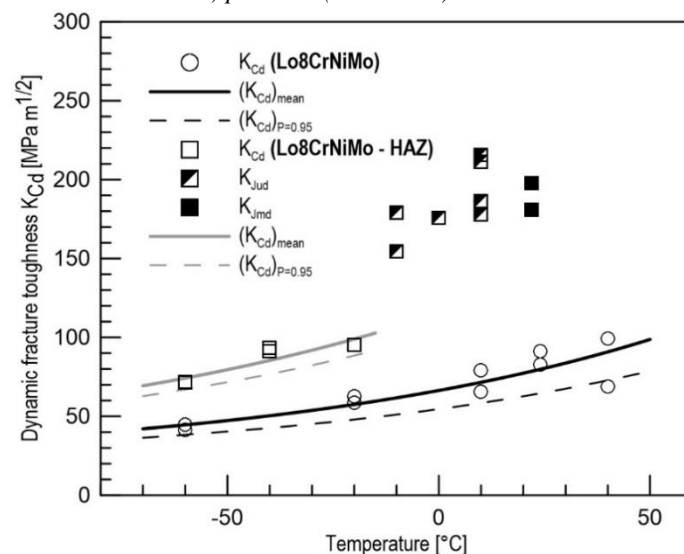 300
250
200
150
100
50
0
-50
0
50
Dynamic fracture toughness K_Cd [MPa m^1/2]
Temperature [°C]
K_Cd (Lo8CrNiMo)
(K_Cd)_mean
(K_Cd)_P=0.95
K_Cd (Lo8CrNiMo - HAZ)
K_Jud
K_Jmd
(K_Cd)_mean
(K_Cd)_P=0.95